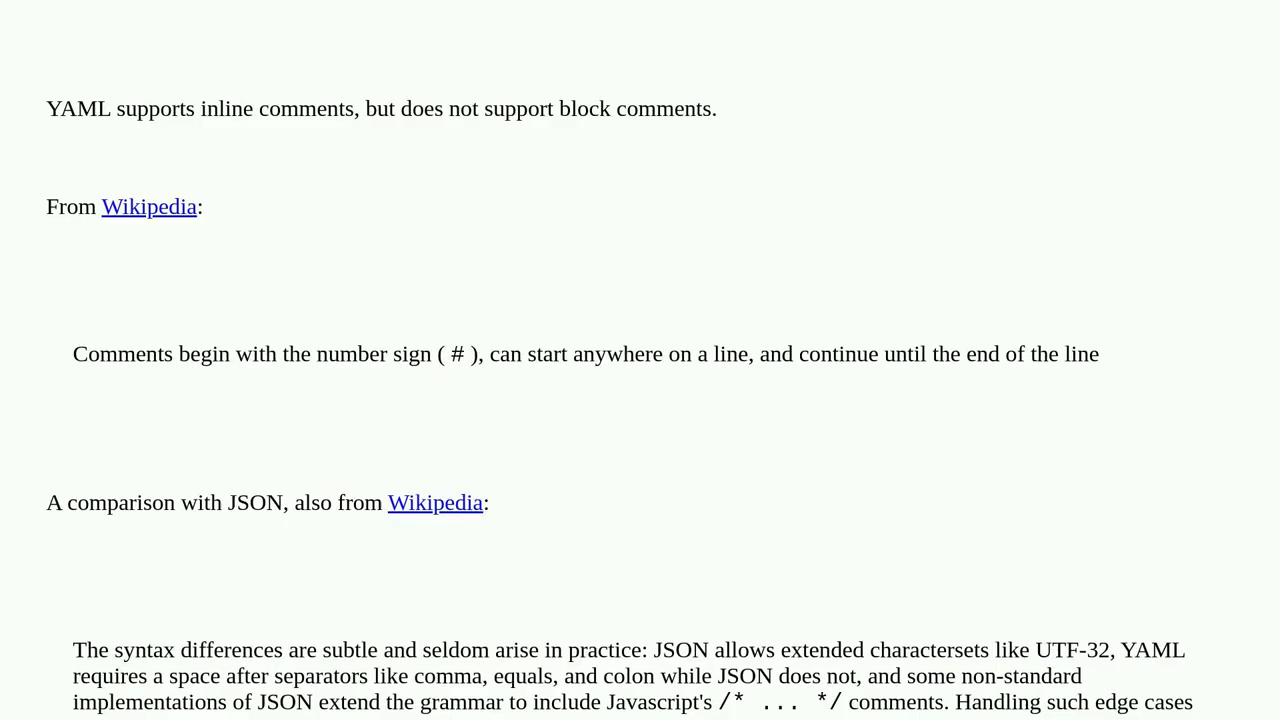 YAML supports inline comments, but does not support block comments.
From Wikipedia:
Comments begin with the number sign ( # ), can start anywhere on a line, and continue until the end of the line
A comparison with JSON, also from Wikipedia:
The syntax differences are subtle and seldom arise in practice: JSON allows extended charactersets like UTF-32, YAML
requires a space after separators like comma, equals, and colon while JSON does not, and some non-standard
implementations of JSON extend the grammar to include Javascript's /* ... */ comments. Handling such edge cases